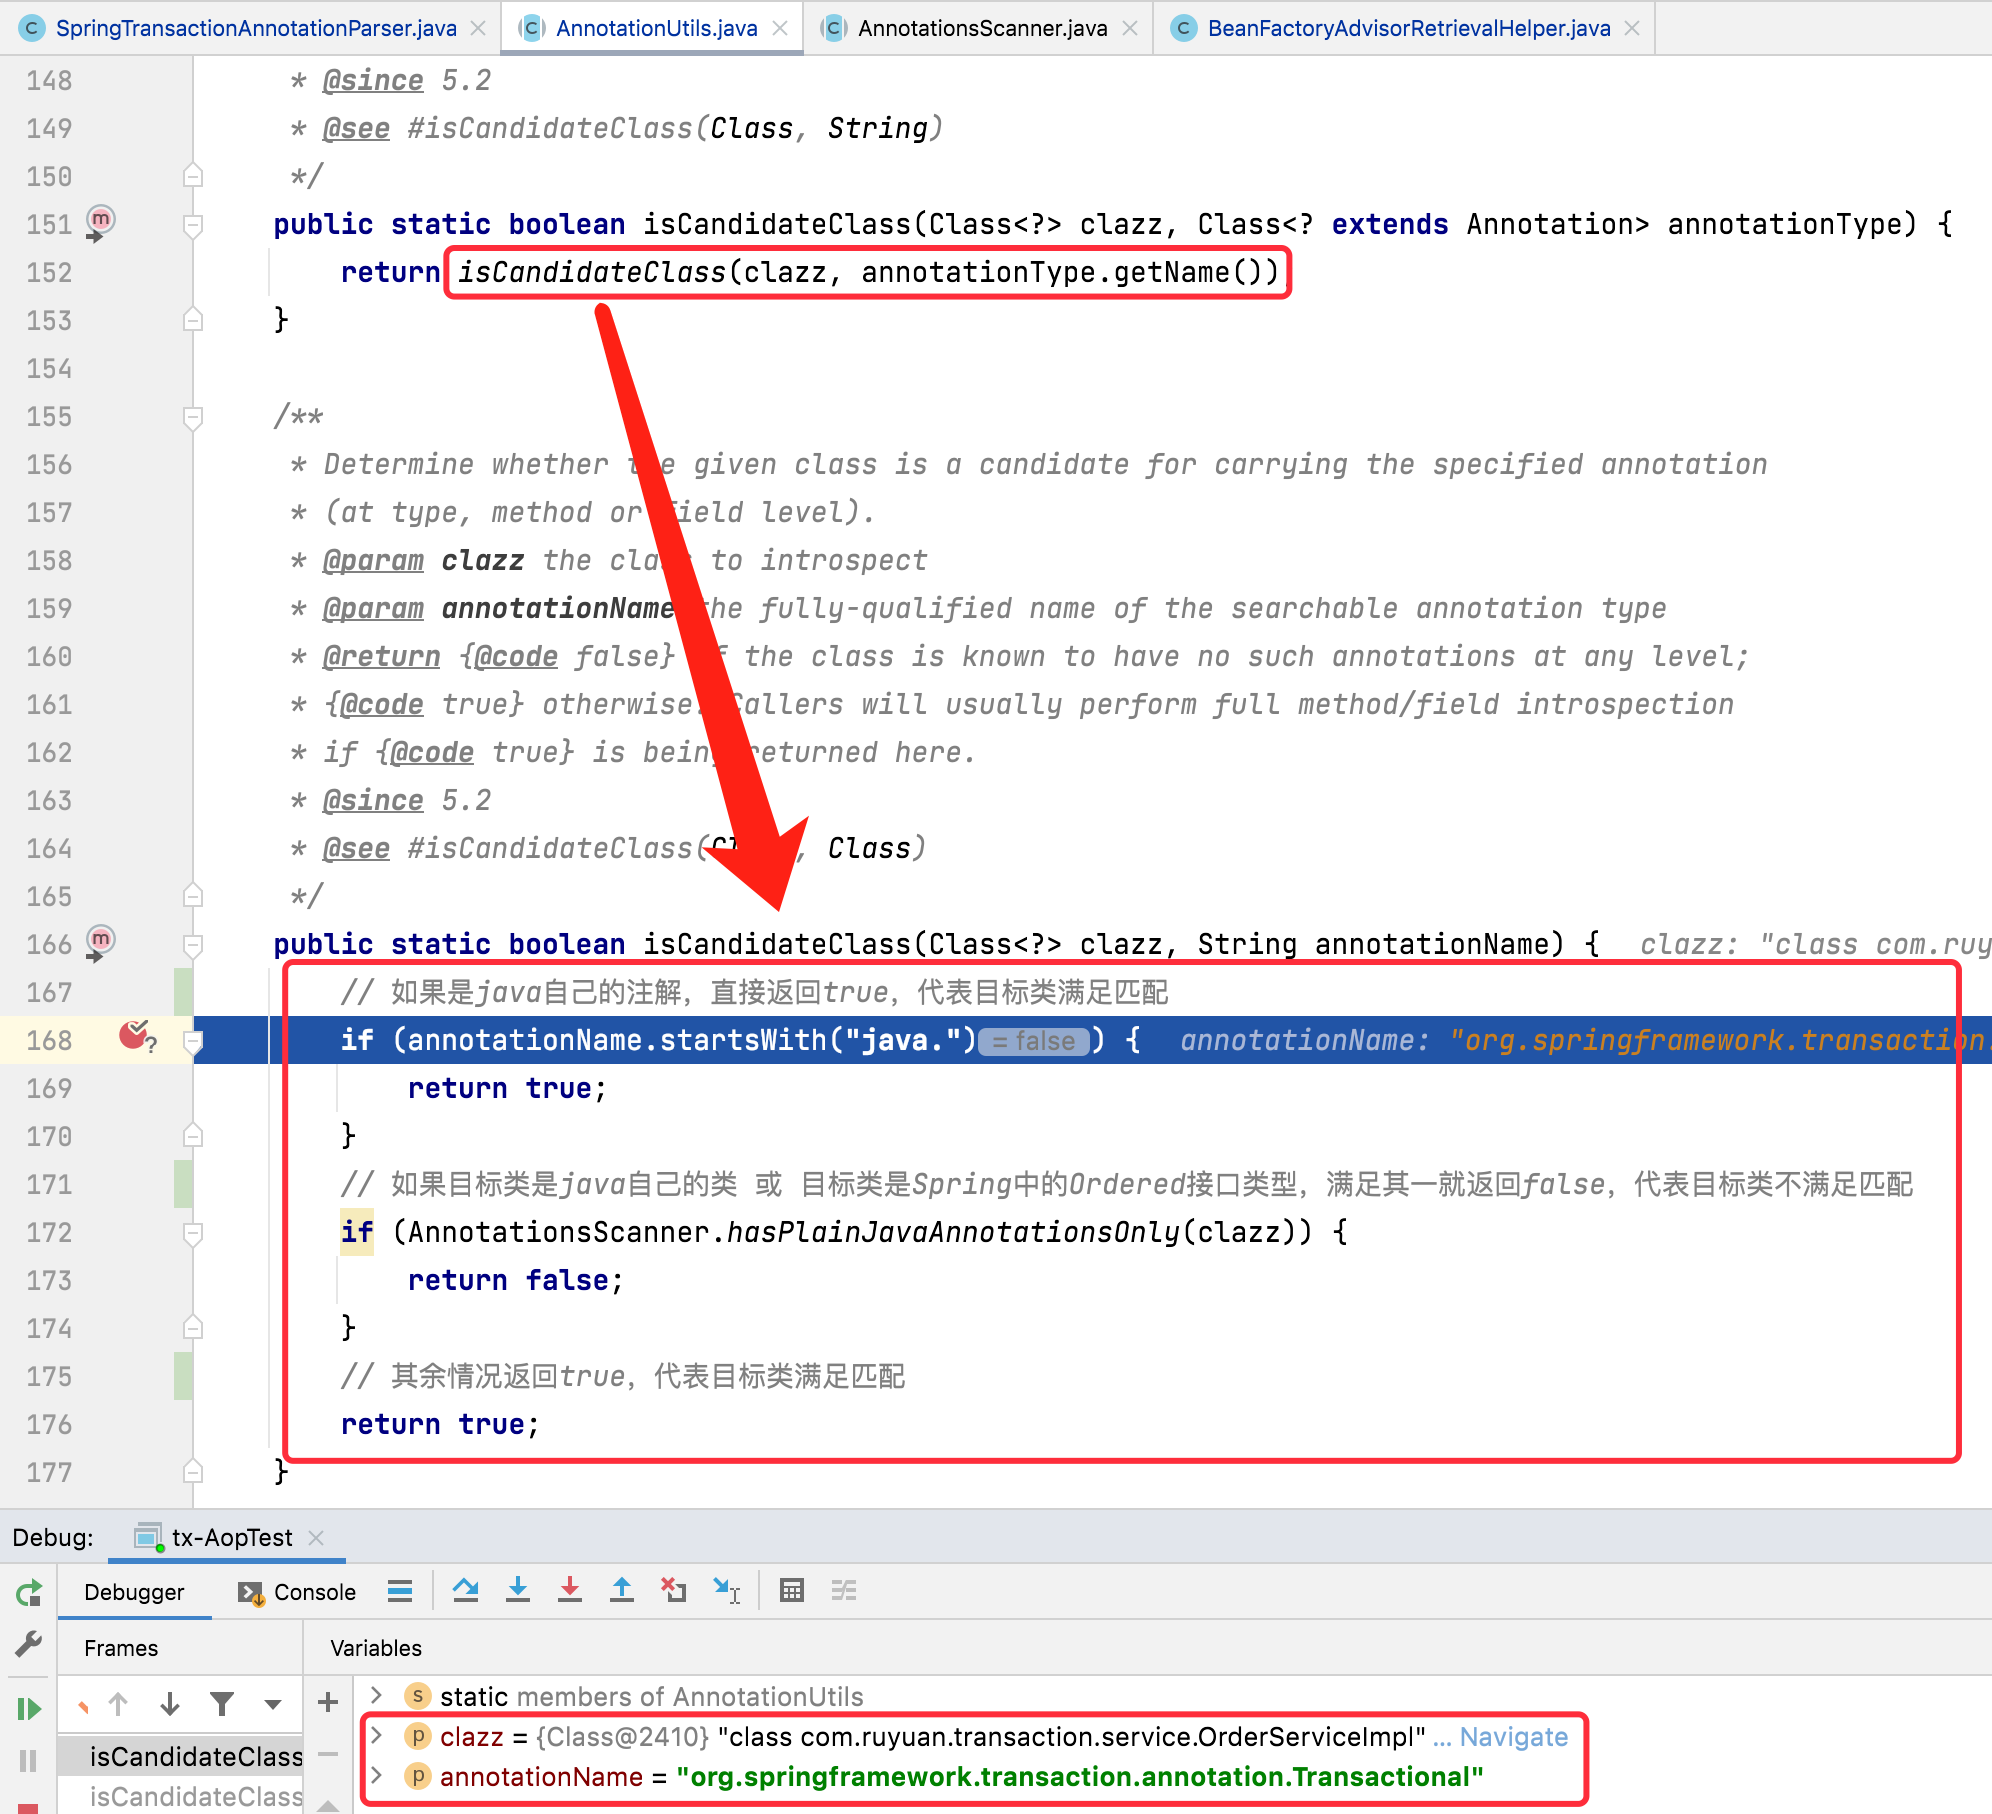 SpringTransactionAnnotationParser.java AnnotationUtils.java AnnotationsScanner.java BeanFactoryAdvisorRetrievalHelper.java
148 * @since 5.2
149 * @see #isCandidateClass(Class, String)
150 */
151 public static boolean isCandidateClass(Class<?> clazz, Class<? extends Annotation> annotationType) {
152 return isCandidateClass(clazz, annotationType.getName())
153 }
154
155 /**
156 * Determine whether the given class is a candidate for carrying the specified annotation
157 * (at type, method or field level).
158 * @param clazz the class to introspect
159 * @param annotationName the fully-qualified name of the searchable annotation type
160 * @return {@code false} if the class is known to have no such annotations at any level;
161 * {@code true} otherwise. Callers will usually perform full method/field introspection
162 * if {@code true} is being returned here.
163 * @since 5.2
164 * @see #isCandidateClass(Class, Class)
165 */
166 public static boolean isCandidateClass(Class<?> clazz, String annotationName) { clazz: "class com.ruy
167 // 如果是java自己的注解，直接返回true，代表目标类满足匹配
168 if (annotationName.startsWith("java.") = false ) { annotationName: "org.springframework.transaction.
169 return true;
170 }
171 // 如果目标类是java自己的类 或 目标类是Spring中的Ordered接口类型，满足其一就返回false，代表目标类不满足匹配
172 if (AnnotationsScanner.hasPlainJavaAnnotationsOnly(clazz)) {
173 return false;
174 }
175 // 其余情况返回true，代表目标类满足匹配
176 return true;
177 }
Debug: tx-AopTest
Debugger Console
Frames Variables
static members of AnnotationUtils
clazz = {Class@2410} "class com.ruyuan.transaction.service.OrderServiceImpl" ... Navigate
isCandidateClass
annotationName = "org.springframework.transaction.annotation.Transactional"
isCandidateClass